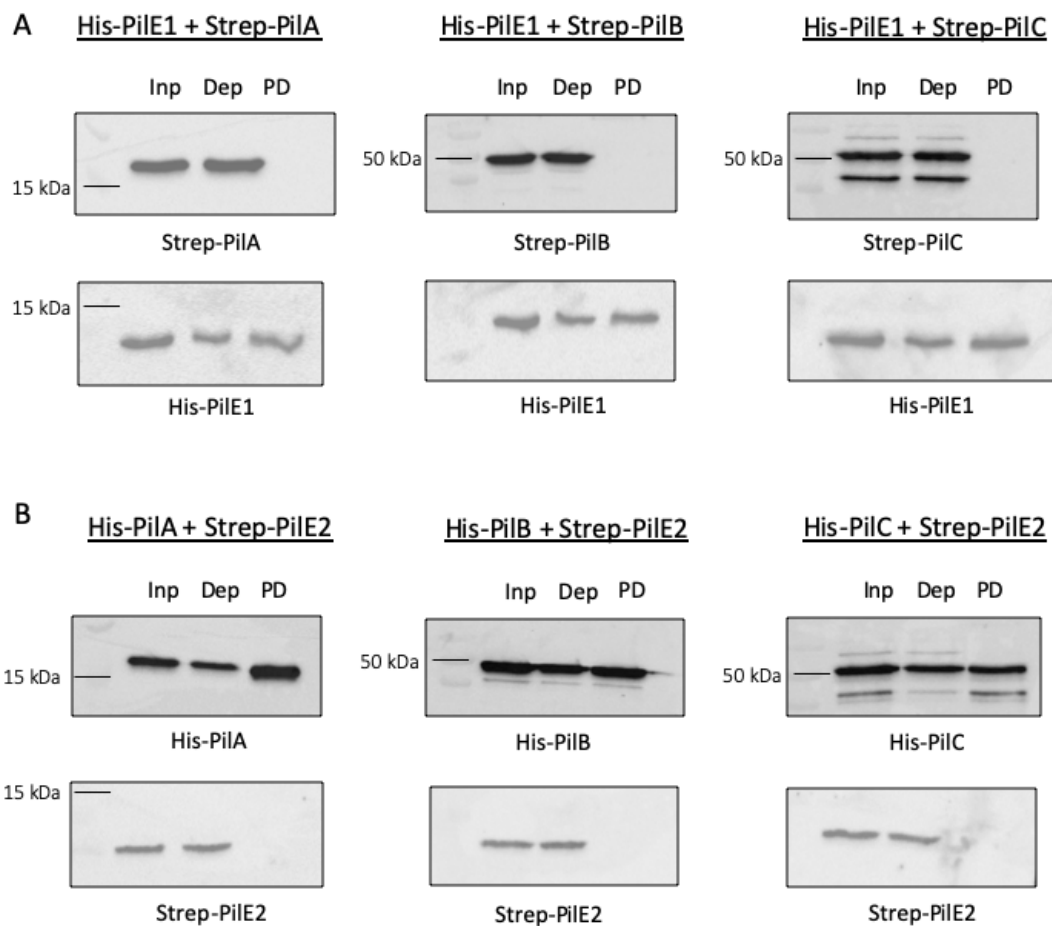 A
His-PilE1 + Strep-PilA
His-PilE1 + Strep-PilB
His-PilE1 + Strep-PilC
Inp Dep PD
Inp Dep PD
Inp Dep PD
15 kDa
50 kDa
50 kDa
Strep-PilA
Strep-PilB
Strep-PilC
15 kDa
His-PilE1
His-PilE1
His-PilE1
B
His-PilA + Strep-PilE2
His-PilB + Strep-PilE2
His-PilC + Strep-PilE2
Inp Dep PD
Inp Dep PD
Inp Dep PD
15 kDa
50 kDa
50 kDa
His-PilA
His-PilB
His-PilC
15 kDa
Strep-PilE2
Strep-PilE2
Strep-PilE2